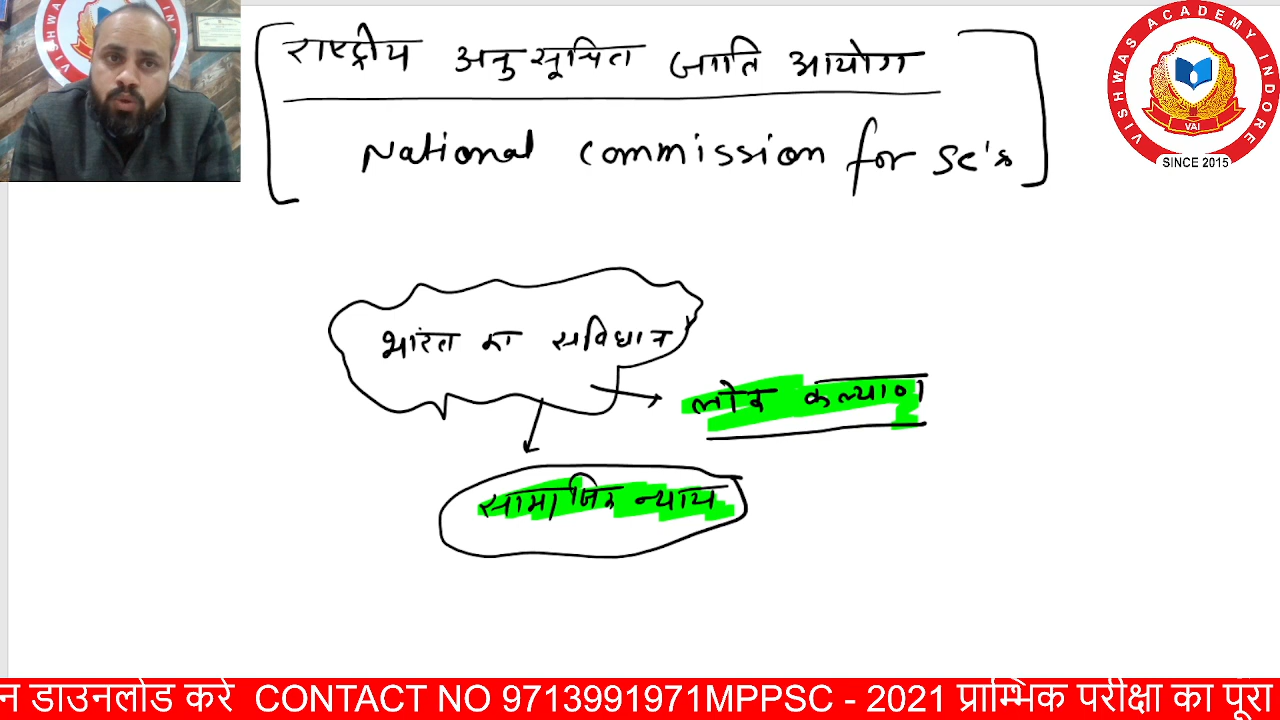 राष्ट्रीय अनुसूचित जाति आयोग
National Commission for SC's
भारत का सविधान
लोक कल्याण
सामाजिक न्याय
VISHWAS ACADEMY INDORE
VAI
SINCE 2015
न डाउनलोड करे CONTACT NO 9713991971MPPSC - 2021 प्राम्भिक परीक्षा का पूरा